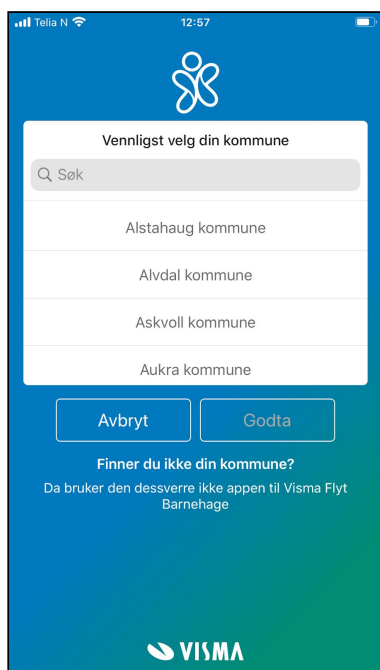 Telia N 12:57
Vennligst velg din kommune
Søk
Alstahaug kommune
Alvdal kommune
Askvoll kommune
Aukra kommune
Avbryt Godta
Finner du ikke din kommune?
Da bruker den dessverre ikke appen til Visma Flyt
Barnehage
VISMA